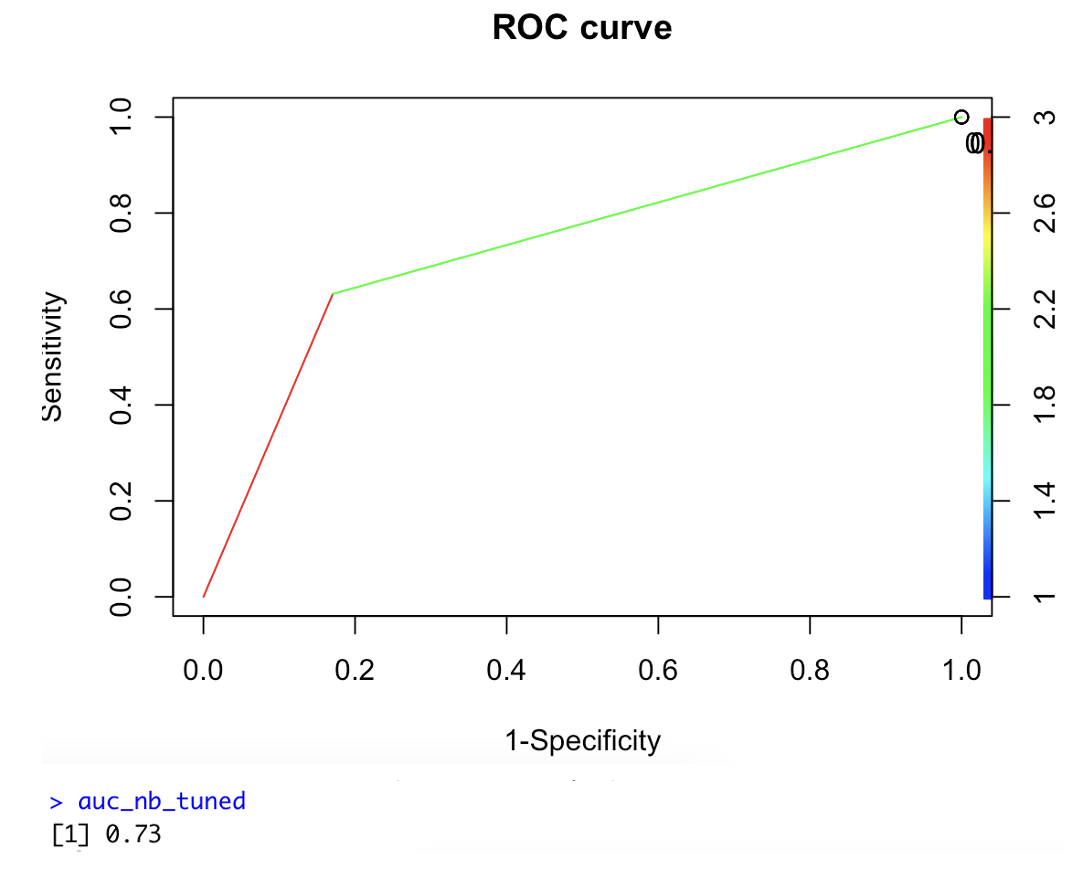 ROC curve
Sensitivity
0.0 0.2 0.4 0.6 0.8 1.0
1 1.4 1.8 2.2 2.6 3
0.0 0.2 0.4 0.6 0.8 1.0
1-Specificity
> auc_nb_tuned
[1] 0.73